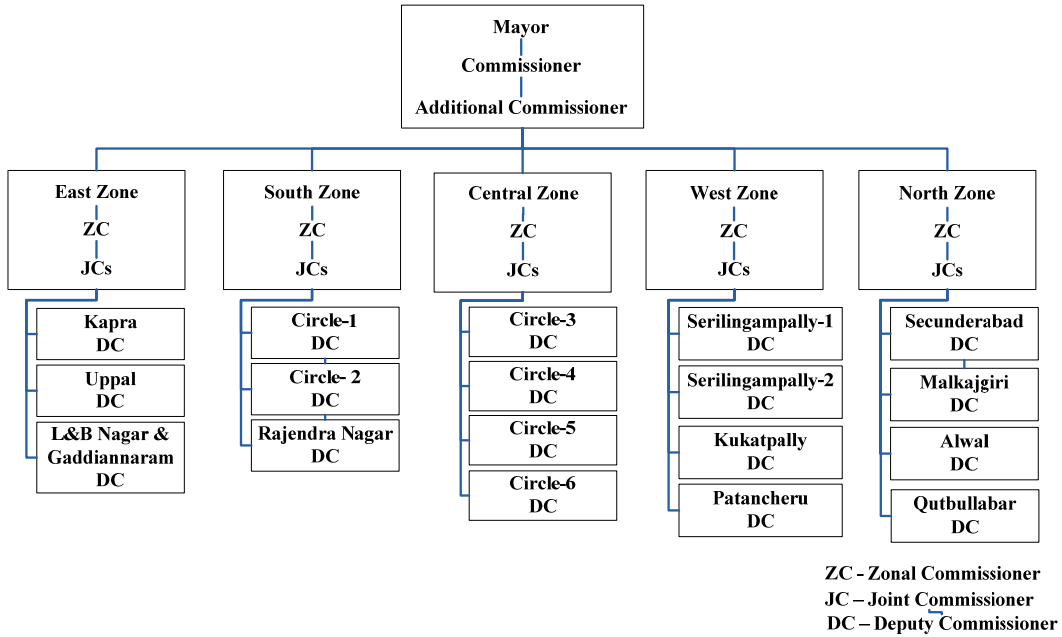 Mayor
Commissioner
Additional Commissioner
East Zone
ZC
JCs
Kapra
DC
Uppal
DC
L&B Nagar &
Gaddiannaram
DC
South Zone
ZC
JCs
Circle-1
DC
Circle- 2
DC
Rajendra Nagar
DC
Central Zone
ZC
JCs
Circle-3
DC
Circle-4
DC
Circle-5
DC
Circle-6
DC
West Zone
ZC
JCs
Serilingampally-1
DC
Serilingampally-2
DC
Kukatpally
DC
Patancheru
DC
North Zone
ZC
JCs
Secunderabad
DC
Malkajgiri
DC
Alwal
DC
Qutbullabar
DC
ZC - Zonal Commissioner
JC – Joint Commissioner
DC – Deputy Commissioner